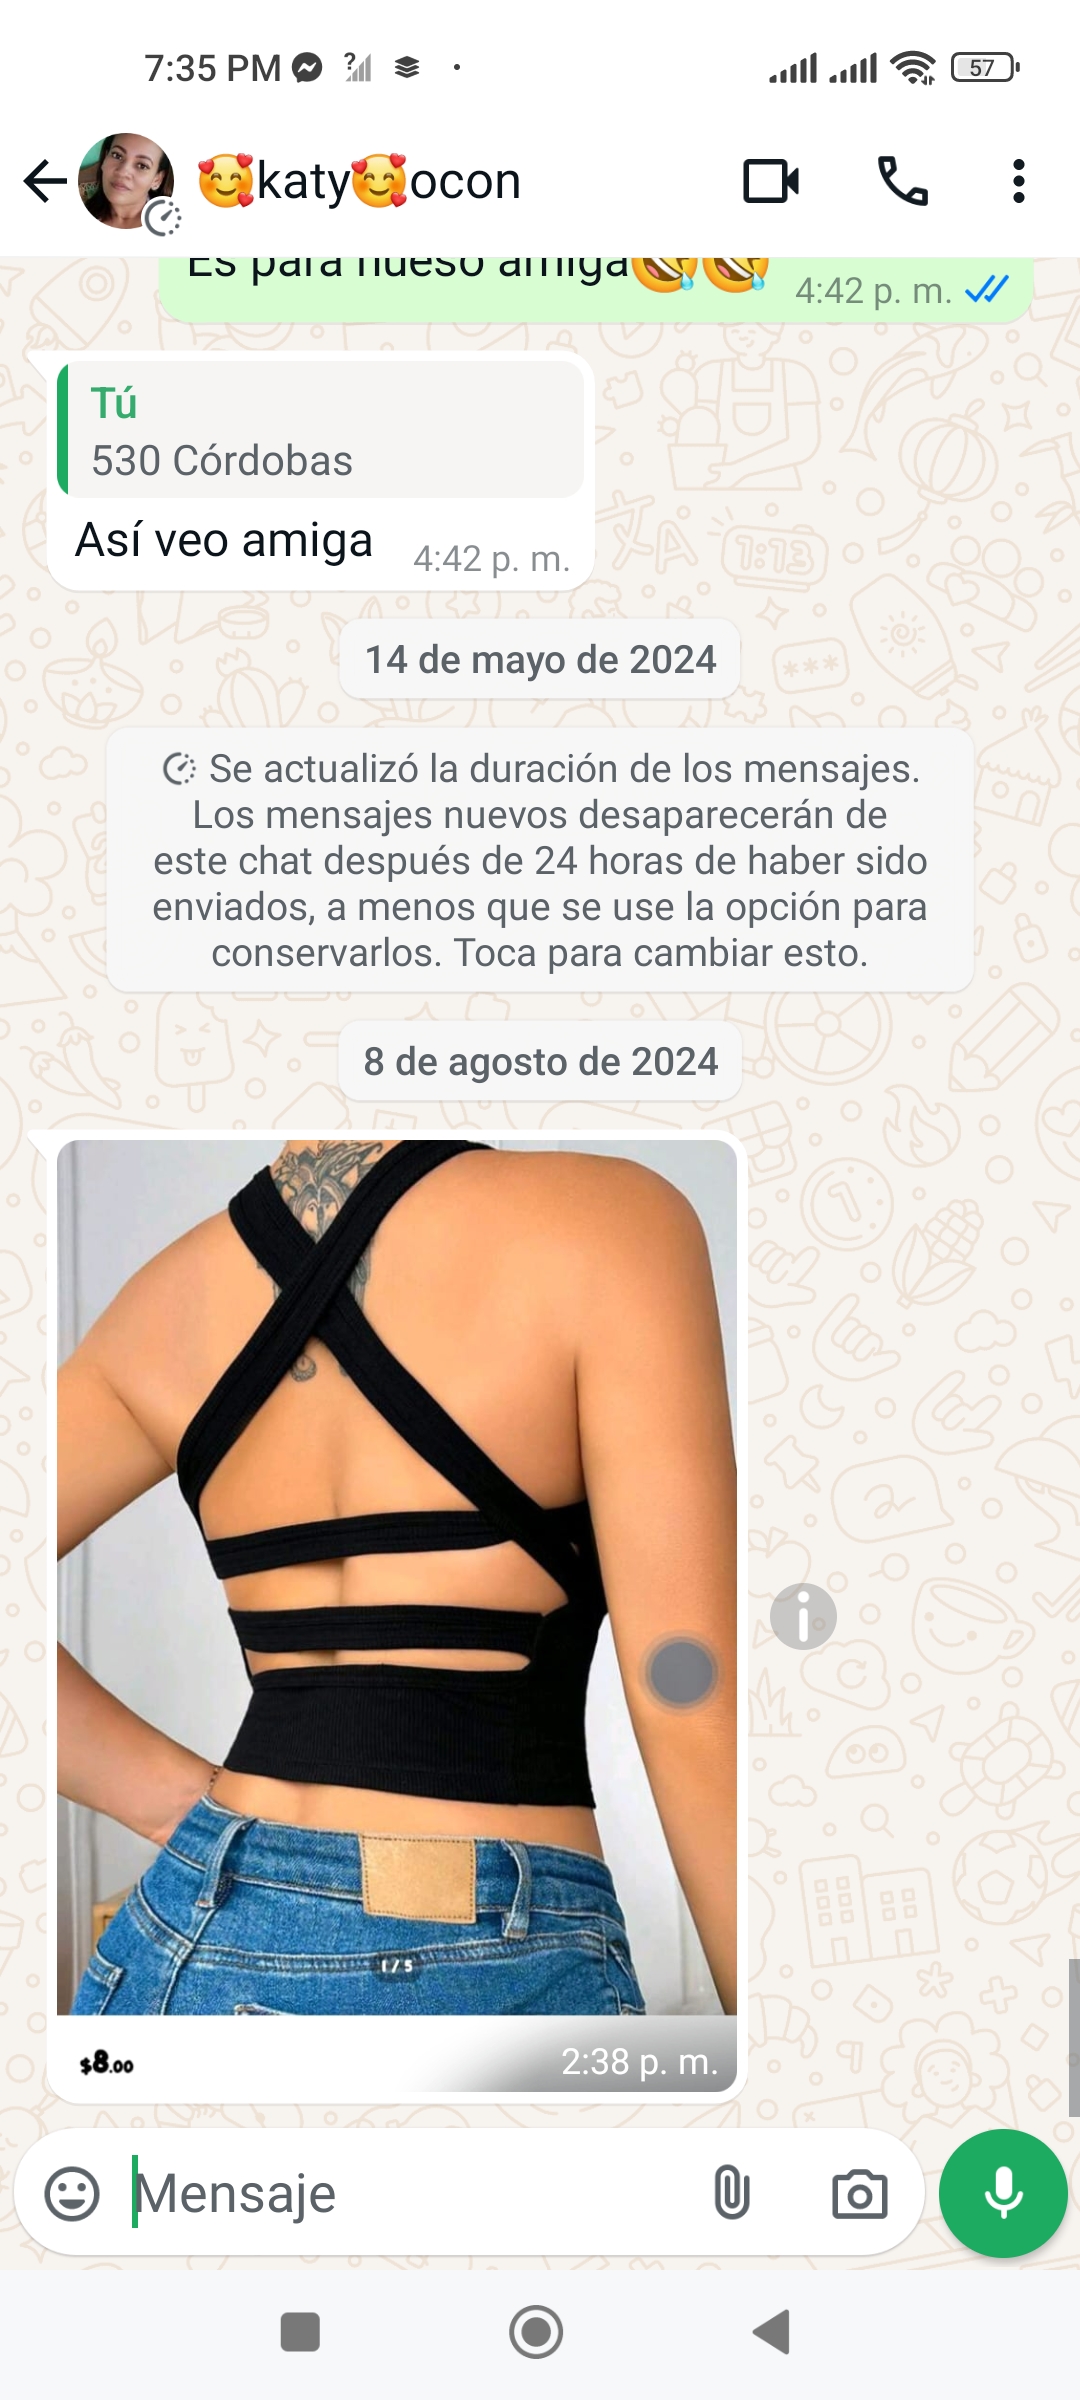 7:35 PM
57
katy ocon
Es para hueso amiga
4:42 p. m.
Tú
530 Córdobas
Así veo amiga
4:42 p. m.
14 de mayo de 2024
Se actualizó la duración de los mensajes.
Los mensajes nuevos desaparecerán de
este chat después de 24 horas de haber sido
enviados, a menos que se use la opción para
conservarlos. Toca para cambiar esto.
8 de agosto de 2024
1/5
$8.00
2:38 p. m.
Mensaje